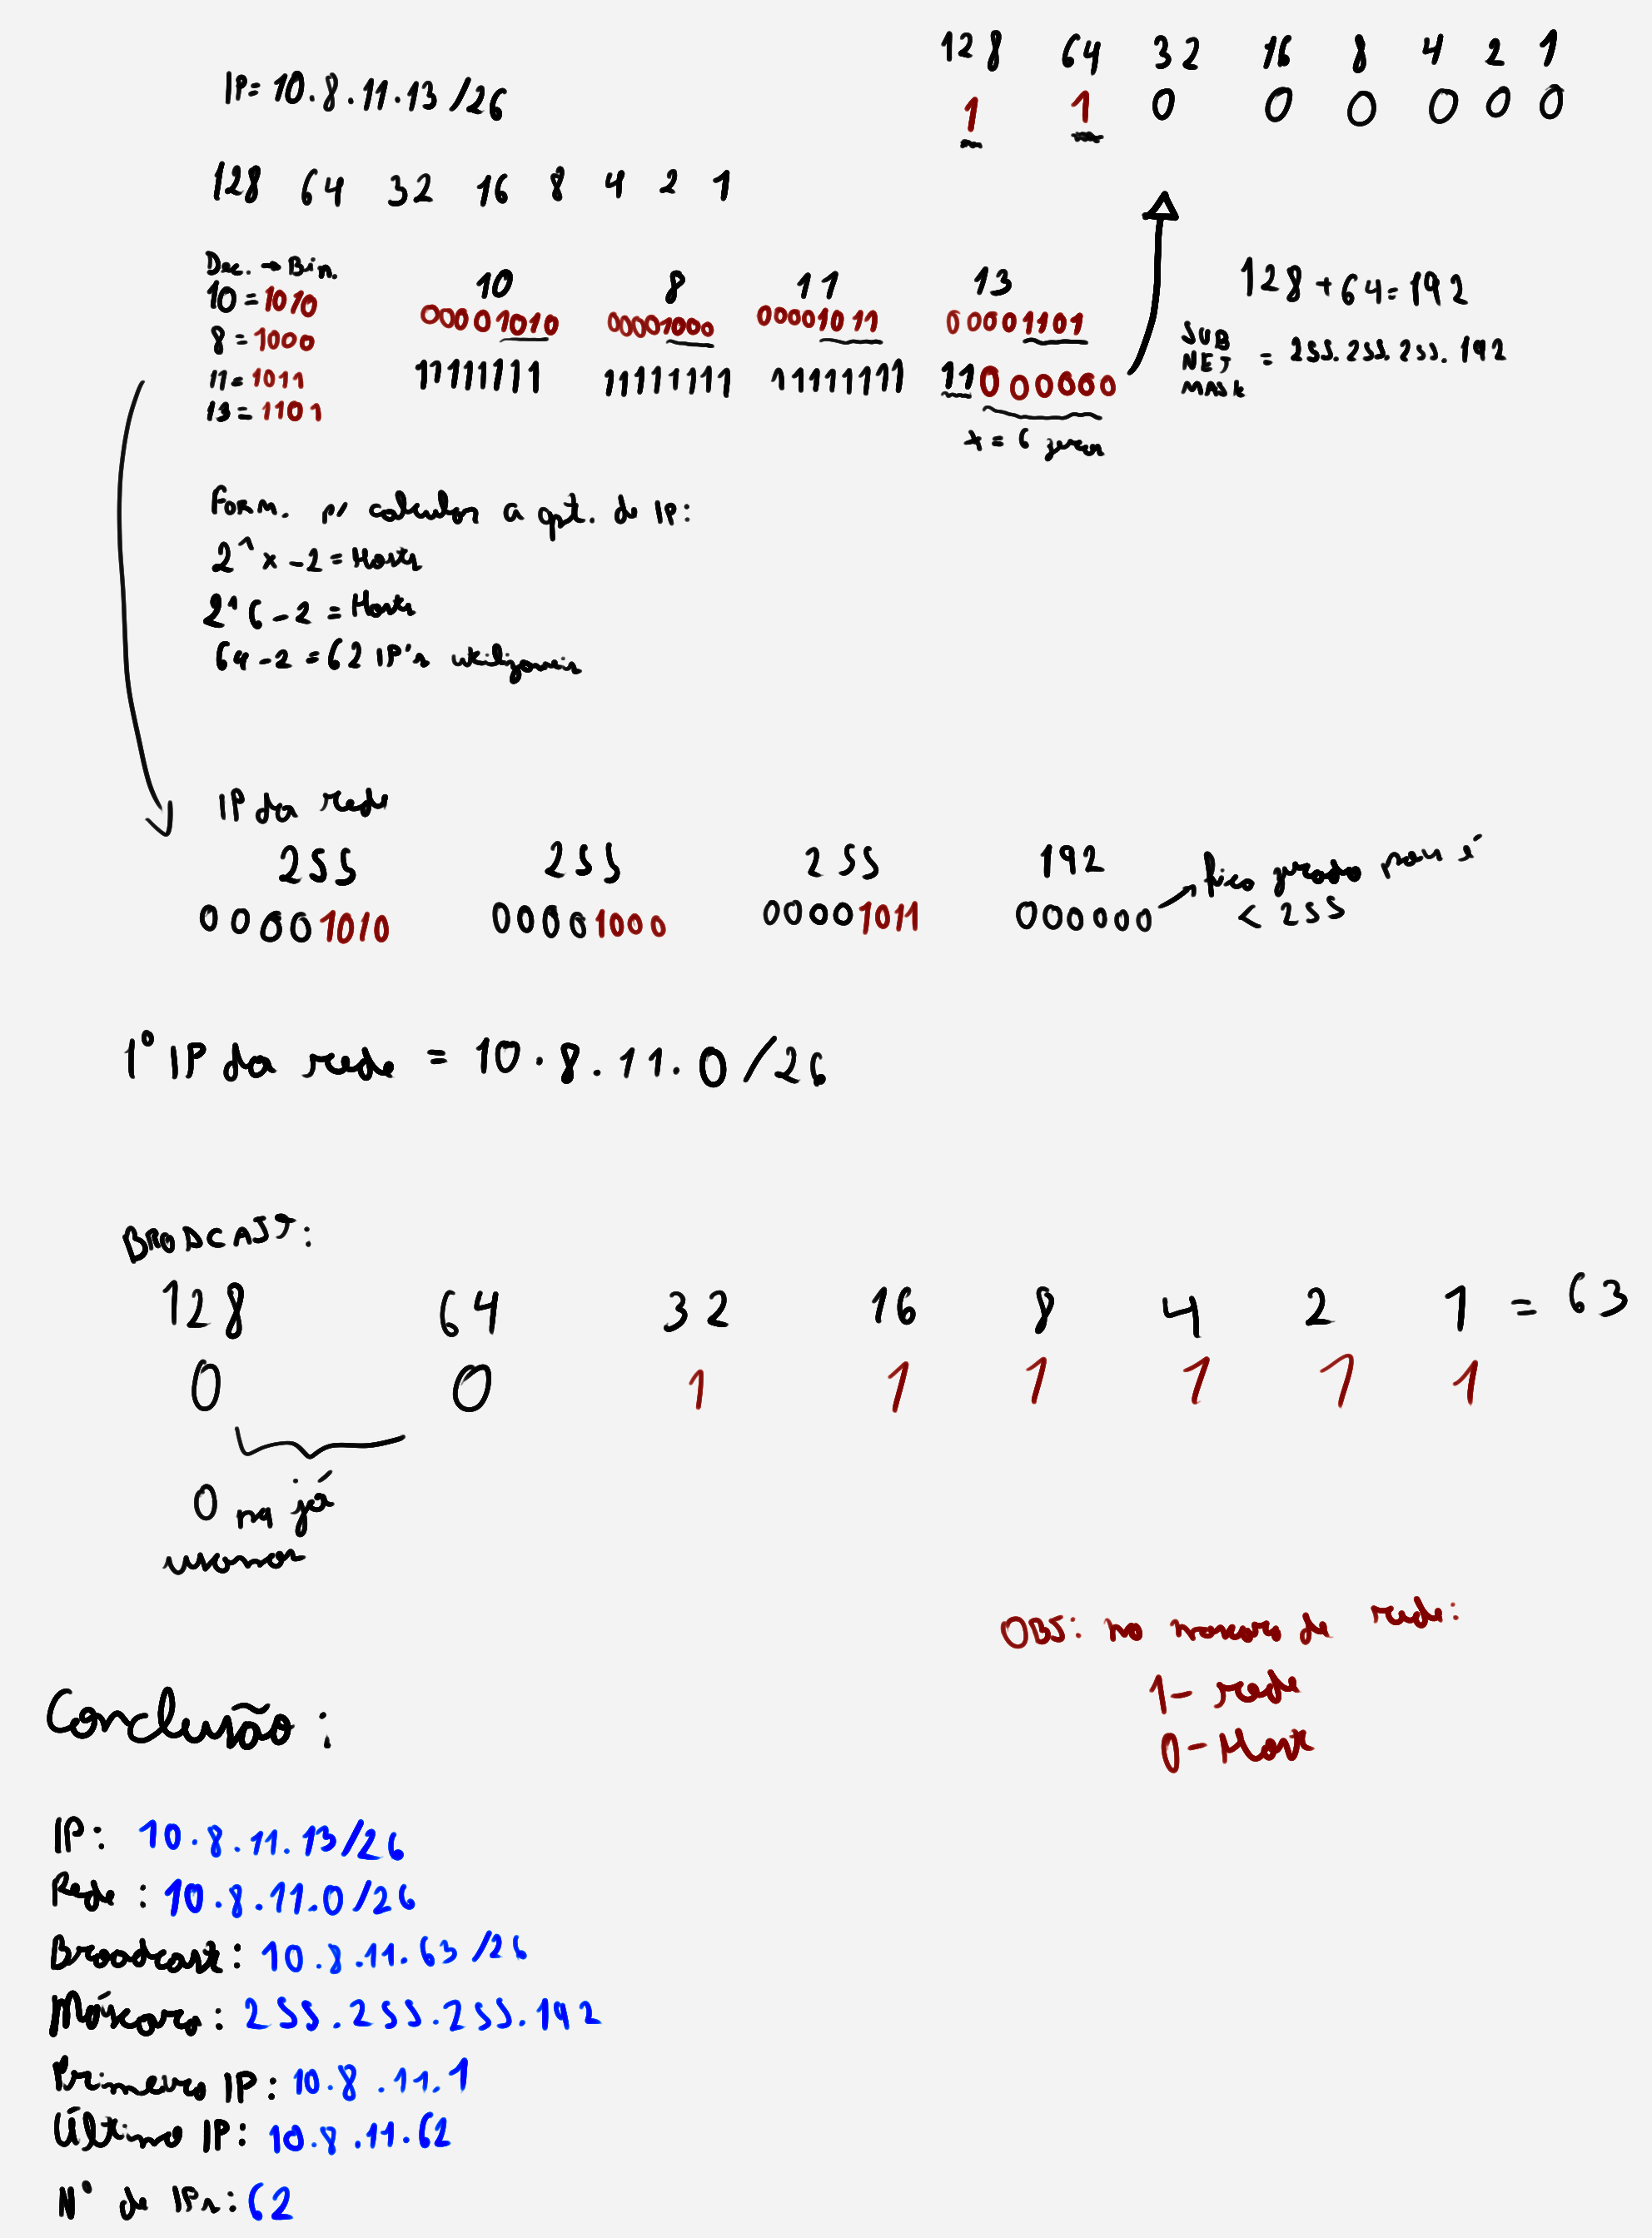 128 64 32 16 8 4 2 1
1 1 0 0 0 0 0 0
IP= 10.8.11.13 /26
128 64 32 16 8 4 2 1
Dec. → Bin.
10 = 1010
8 = 1000
11 = 1011
13 = 1101
10 8 11 13
00001010 00001000 00001011 00001101
11111111 11111111 11111111 11000000
x = 6 zeros
128 + 64 = 192
SUB
NET = 255.255.255.192
MASK
Form. p/ calcular a qnt. de IP:
2^x - 2 = Hosts
2^6 - 2 = Hosts
64 - 2 = 62 IP's utilizaveis
IP da rede
255 255 255 192
00001010 00001000 00001011 000000 → fica zerado pois é
< 255
1° IP da rede = 10.8.11.0/26
BRODCAST:
128 64 32 16 8 4 2 1 = 63
0 0 1 1 1 1 1 1
0 já
usamos
OBS: na mascara de rede:
1- rede
0- Host
Conclusão:
IP: 10.8.11.13/26
Rede: 10.8.11.0/26
Broadcast: 10.8.11.63/26
Máscara: 255.255.255.192
Primeiro IP: 10.8.11.1
Último IP: 10.8.11.62
N° de IPs: 62